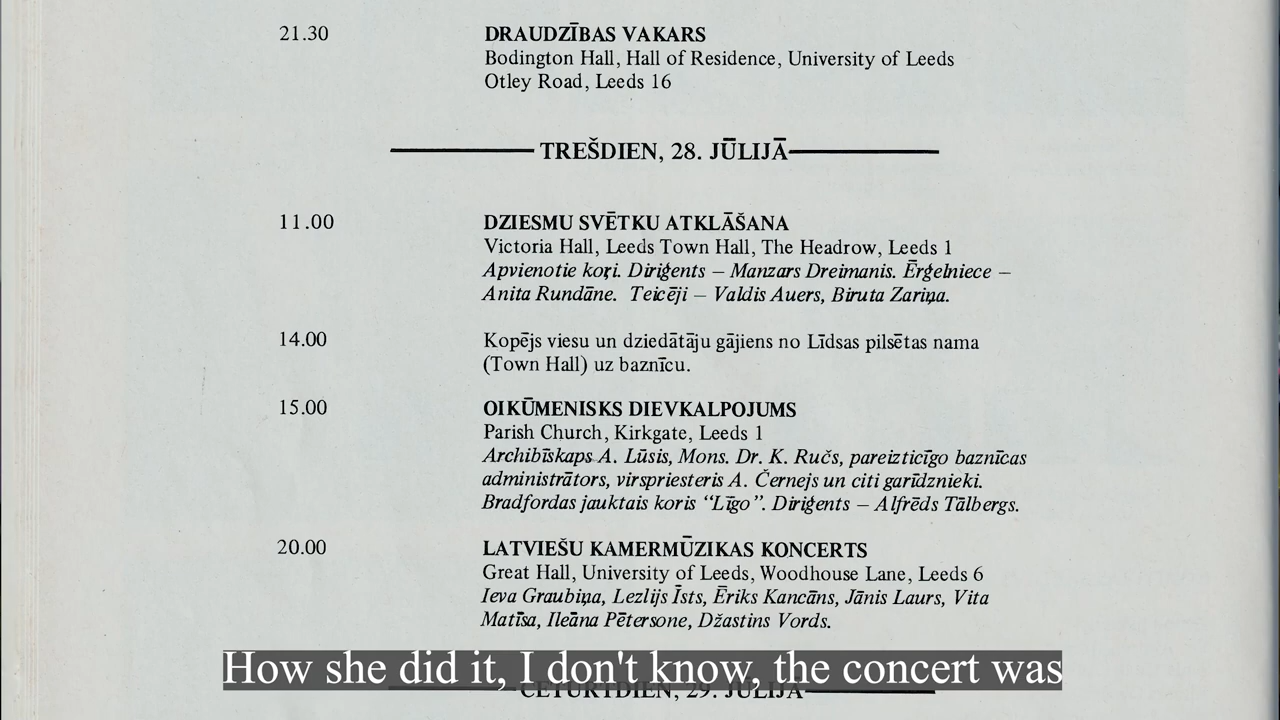 21.30
DRAUDZĪBAS VAKARS
Bodington Hall, Hall of Residence, University of Leeds
Otley Road, Leeds 16
TREŠDIEN, 28. JŪLIJĀ
11.00
DZIESMU SVĒTKU ATKLĀŠANA
Victoria Hall, Leeds Town Hall, The Headrow, Leeds 1
Apvienotie koŗi. Diriģents – Manzars Dreimanis. Ērģelniece –
Anita Rundāne. Teicēji – Valdis Auers, Biruta Zariņa.
14.00
Kopējs viesu un dziedātāju gājiens no Līdsas pilsētas nama
(Town Hall) uz baznīcu.
15.00
OIKŪMENISKS DIEVKALPOJUMS
Parish Church, Kirkgate, Leeds 1
Archibīskaps A. Lūsis, Mons. Dr. K. Ručs, pareizticīgo baznīcas
administrātors, virspriesteris A. Černejs un citi garīdznieki.
Bradfordas jauktais koris “Līgo”. Diriģents – Alfrēds Tālbergs.
20.00
LATVIEŠU KAMERMŪZIKAS KONCERTS
Great Hall, University of Leeds, Woodhouse Lane, Leeds 6
Ieva Graubiņa, Lezlijs Īsts, Ēriks Kancāns, Jānis Laurs, Vita
Matīsa, Ileāna Pētersone, Džastins Vords.
How she did it, I don't know, the concert was
CETURTDIEN, 29. JŪLIJĀ